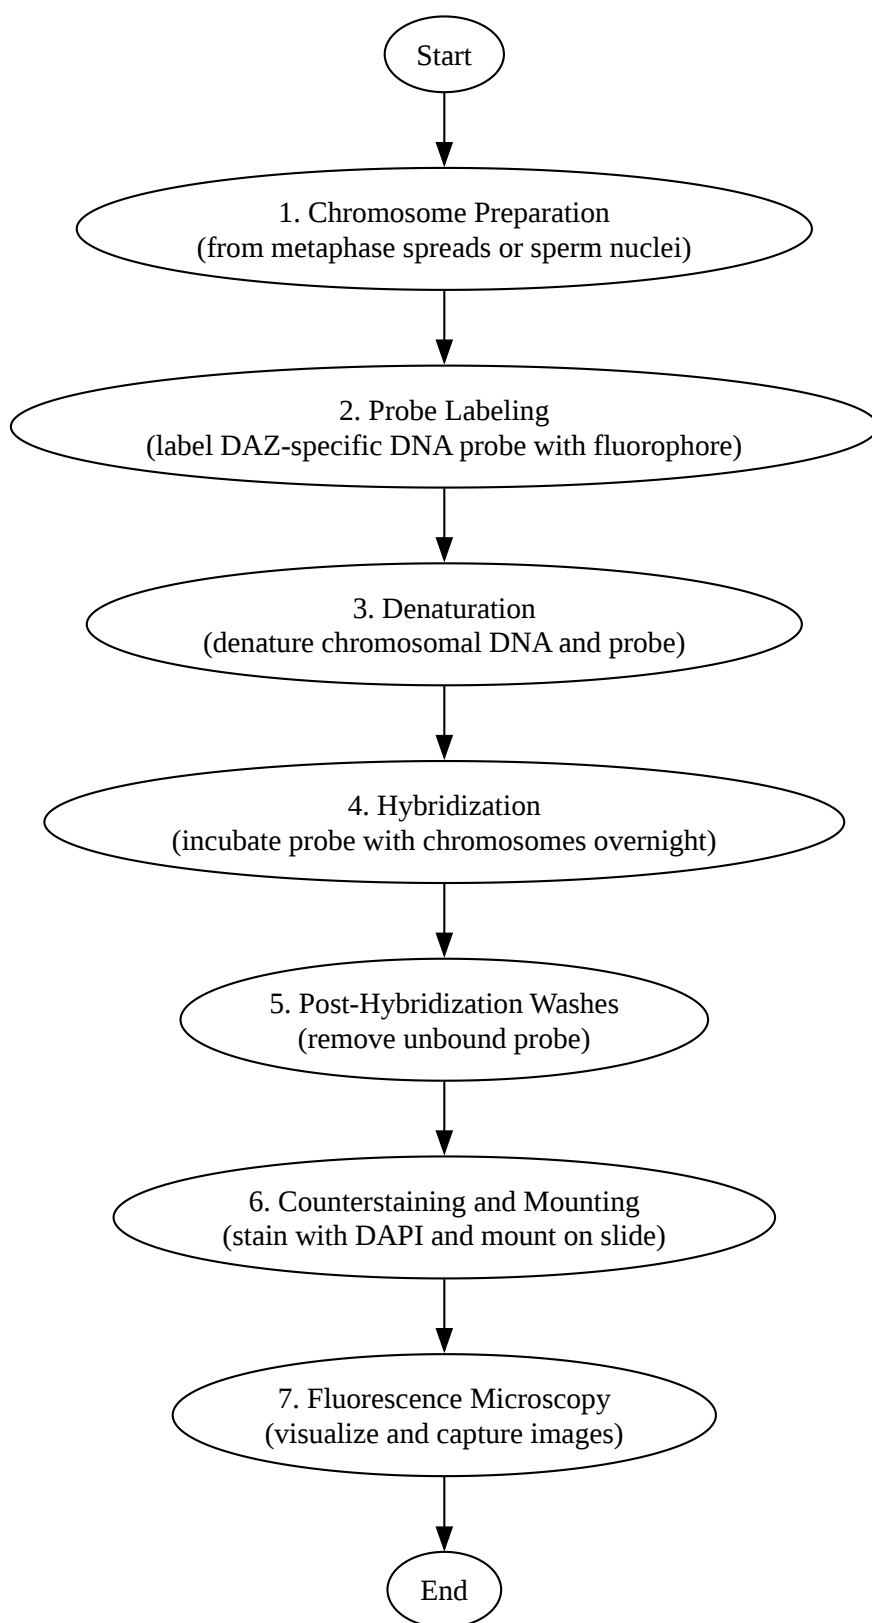 Start
1. Chromosome Preparation
(from metaphase spreads or sperm nuclei)
2. Probe Labeling
(label DAZ-specific DNA probe with fluorophore)
3. Denaturation
(denature chromosomal DNA and probe)
4. Hybridization
(incubate probe with chromosomes overnight)
5. Post-Hybridization Washes
(remove unbound probe)
6. Counterstaining and Mounting
(stain with DAPI and mount on slide)
7. Fluorescence Microscopy
(visualize and capture images)
End